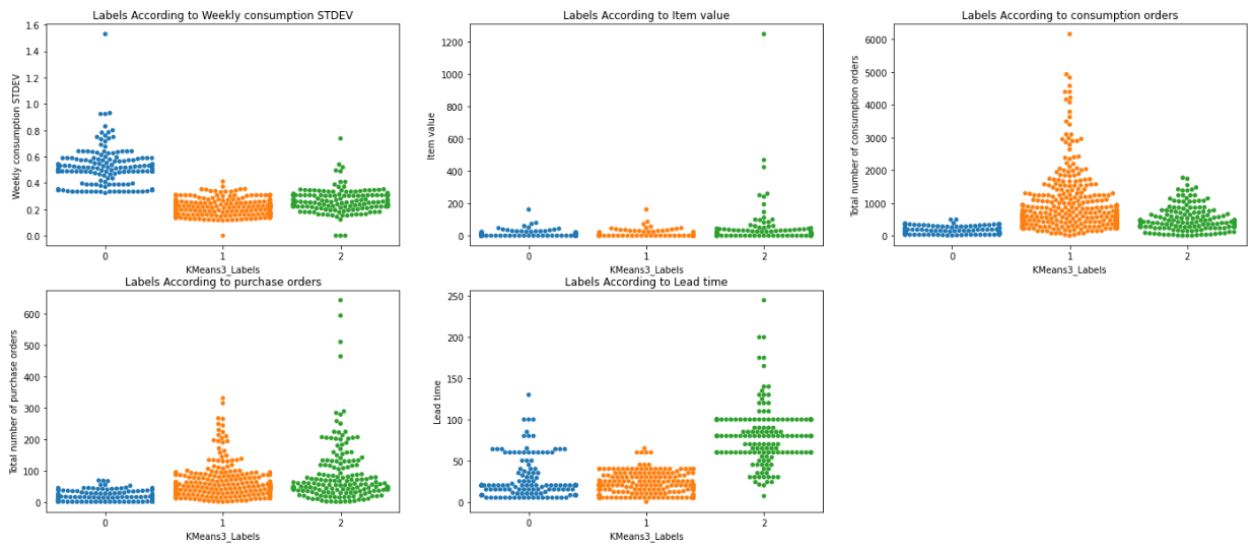 Labels According to Weekly consumption STDEV
Weekly consumption STDEV
1.6
1.4
1.2
1.0
0.8
0.6
0.4
0.2
0.0
0 1 2
KMeans3_Labels
Labels According to Item value
Item value
1200
1000
800
600
400
200
0
0 1 2
KMeans3_Labels
Labels According to consumption orders
Total number of consumption orders
6000
5000
4000
3000
2000
1000
0
0 1 2
KMeans3_Labels
Labels According to purchase orders
Total number of purchase orders
600
500
400
300
200
100
0
0 1 2
KMeans3_Labels
Labels According to Lead time
Lead time
250
200
150
100
50
0
0 1 2
KMeans3_Labels